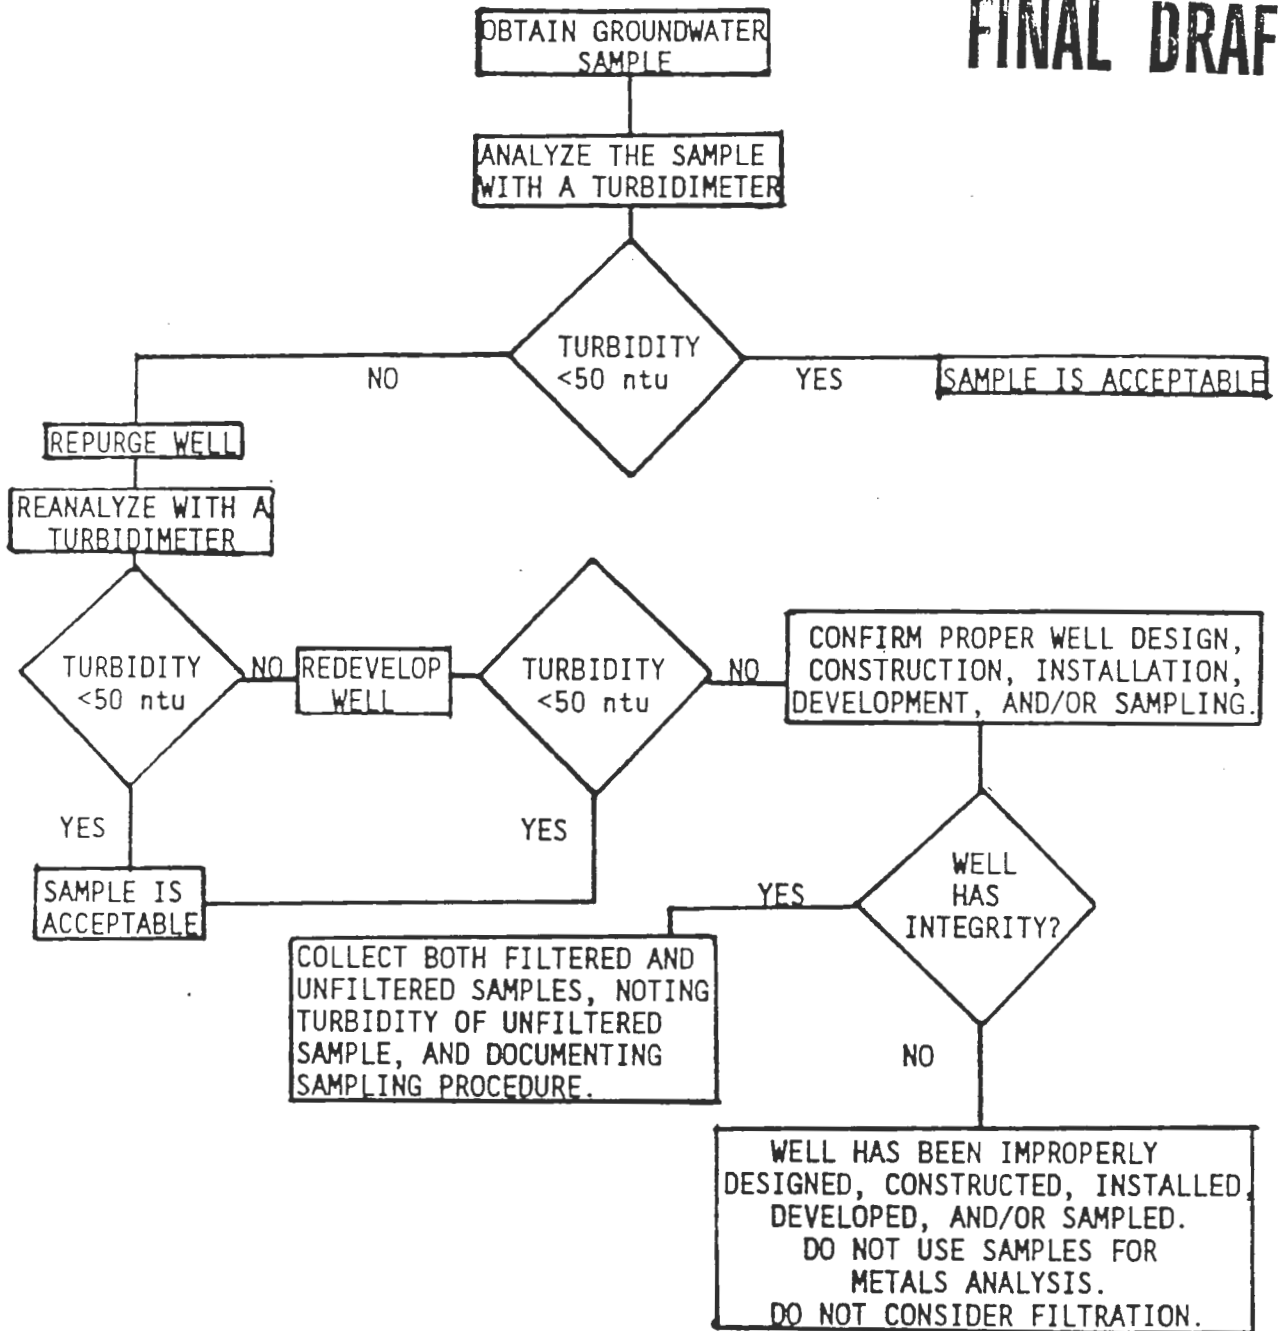 FINAL DRAF
OBTAIN GROUNDWATER
SAMPLE
ANALYZE THE SAMPLE
WITH A TURBIDIMETER
TURBIDITY
<50 ntu
NO
YES
SAMPLE IS ACCEPTABLE
REPURGE WELL
REANALYZE WITH A
TURBIDIMETER
TURBIDITY
<50 ntu
NO
REDEVELOP
WELL
TURBIDITY
<50 ntu
NO
CONFIRM PROPER WELL DESIGN,
CONSTRUCTION, INSTALLATION,
DEVELOPMENT, AND/OR SAMPLING.
YES
SAMPLE IS
ACCEPTABLE
YES
WELL
HAS
INTEGRITY?
YES
COLLECT BOTH FILTERED AND
UNFILTERED SAMPLES, NOTING
TURBIDITY OF UNFILTERED
SAMPLE, AND DOCUMENTING
SAMPLING PROCEDURE.
NO
WELL HAS BEEN IMPROPERLY
DESIGNED, CONSTRUCTED, INSTALLED,
DEVELOPED, AND/OR SAMPLED.
DO NOT USE SAMPLES FOR
METALS ANALYSIS.
DO NOT CONSIDER FILTRATION.